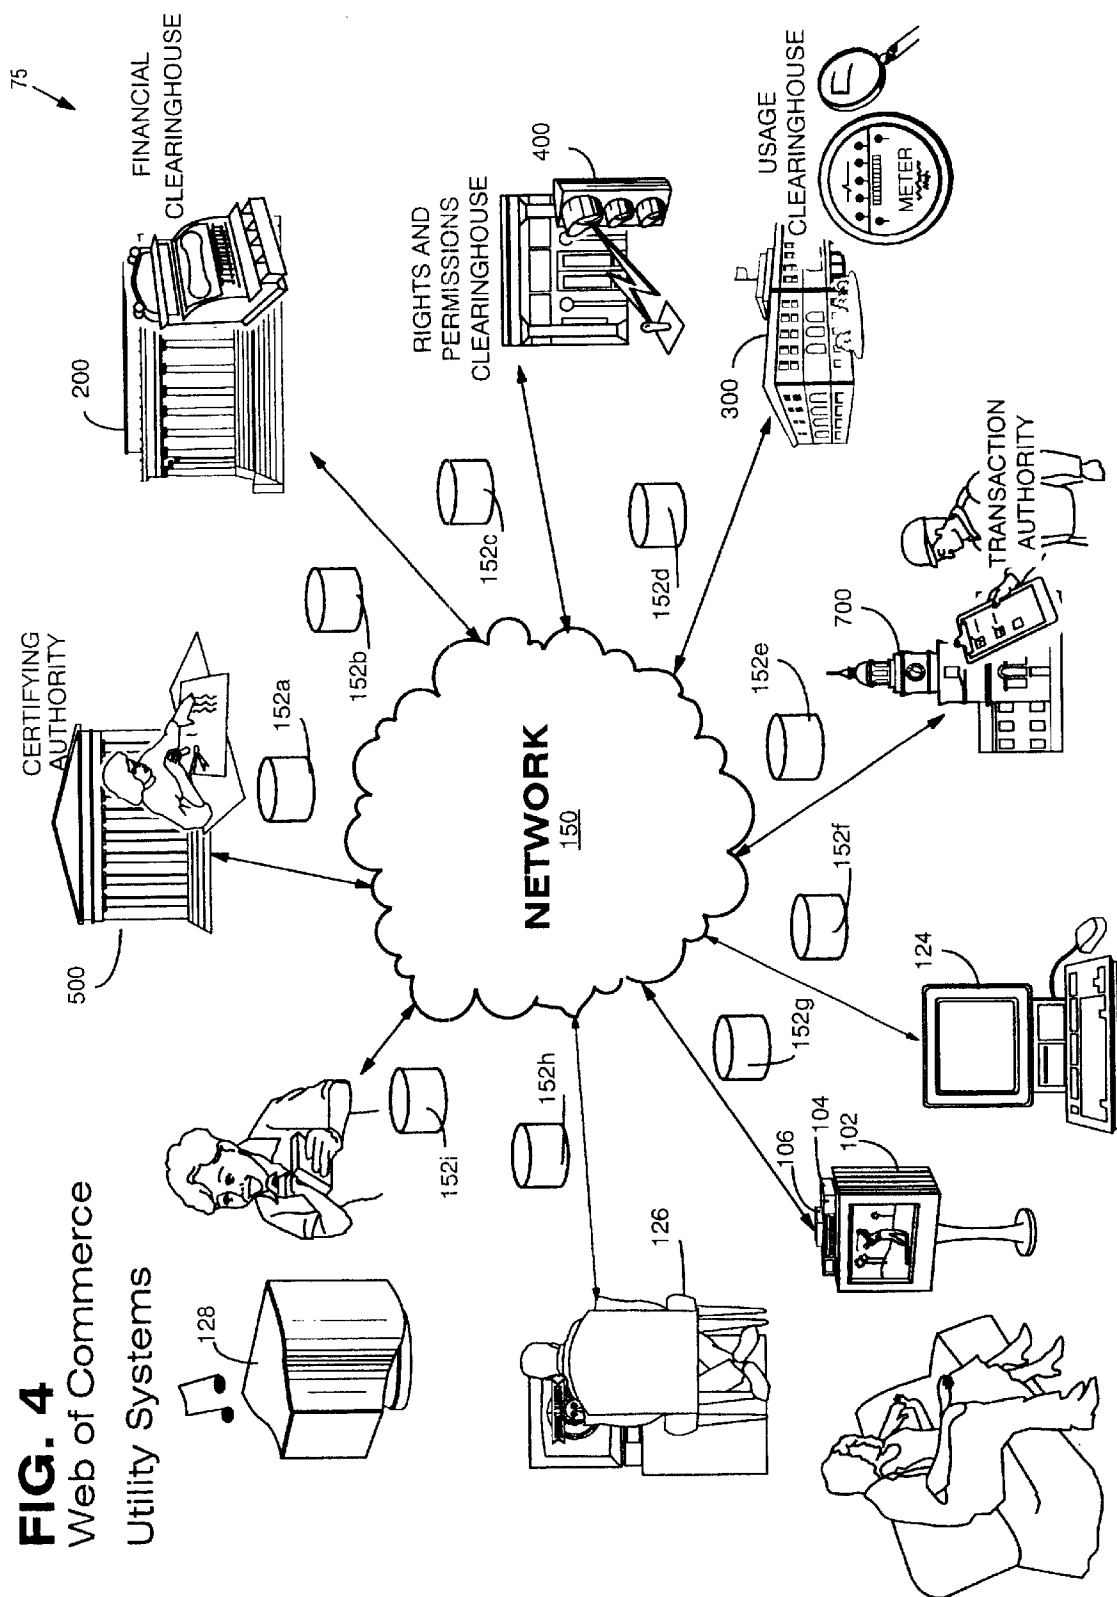 FIG. 4
Web of Commerce
Utility Systems
75
CERTIFYING
AUTHORITY
500
FINANCIAL
CLEARINGHOUSE
200
RIGHTS AND
PERMISSIONS
CLEARINGHOUSE
400
USAGE
CLEARINGHOUSE
300
METER
TRANSACTION
AUTHORITY
700
NETWORK
150
152a
152b
152c
152d
152e
152f
152g
152h
152i
124
106
104
102
126
128